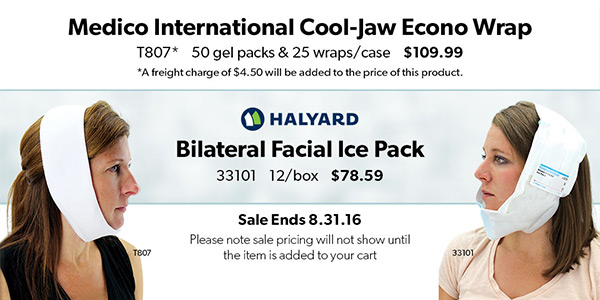 Medico International Cool-Jaw Econo Wrap
T807* 50 gel packs & 25 wraps/case $109.99
*A freight charge of $4.50 will be added to the price of this product.
HALYARD
Bilateral Facial Ice Pack
33101 12/box $78.59
Sale Ends 8.31.16
Please note sale pricing will not show until
the item is added to your cart
T807
33101